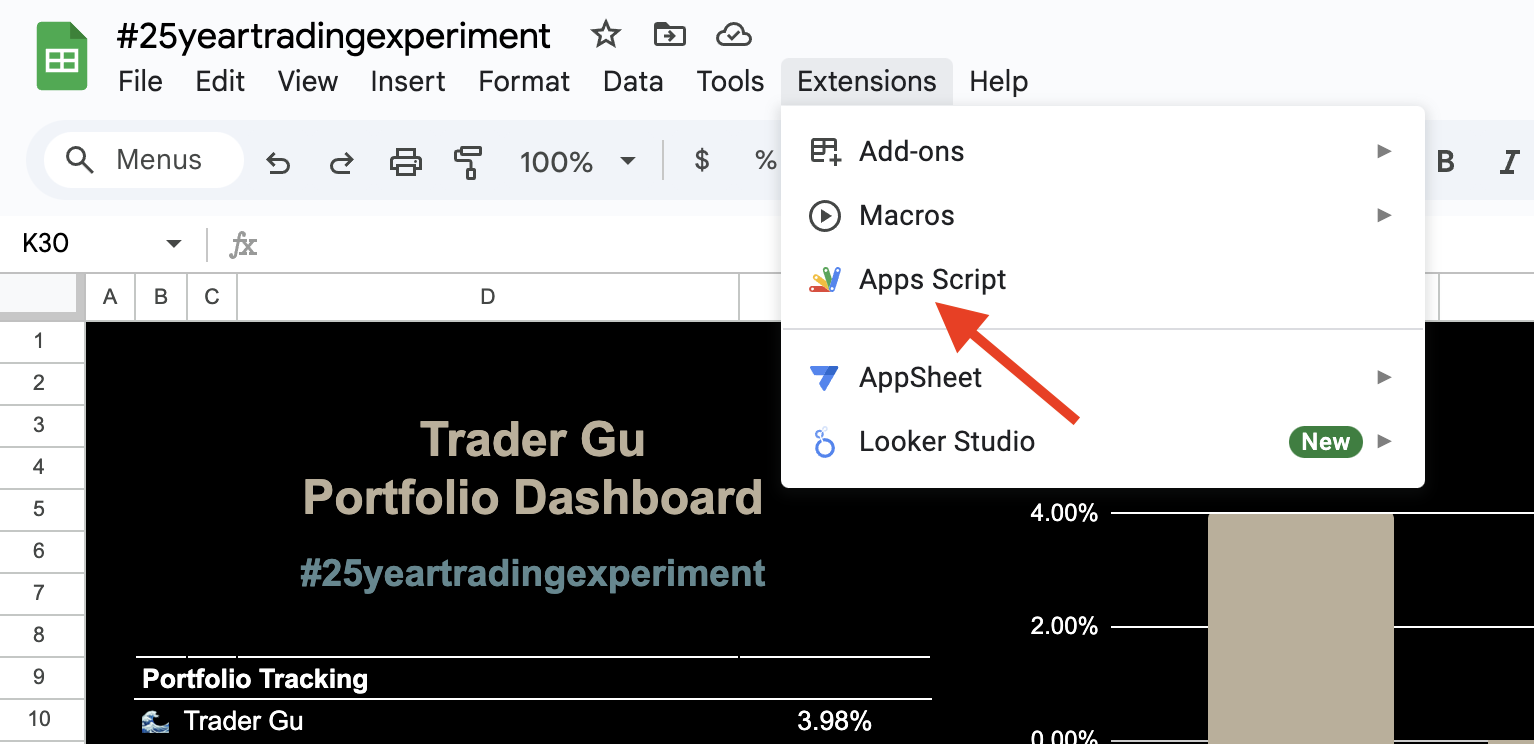 #25yeartradingexperiment
File Edit View Insert Format Data Tools Extensions Help
Menus 100% $ % B I
Add-ons
Macros
Apps Script
AppSheet
Looker Studio New
K30 fx
A B C D
1
2
3
4
5
6
7
8
9
10
Trader Gu
Portfolio Dashboard
#25yeartradingexperiment
Portfolio Tracking
Trader Gu 3.98%
4.00%
2.00%
0.00%